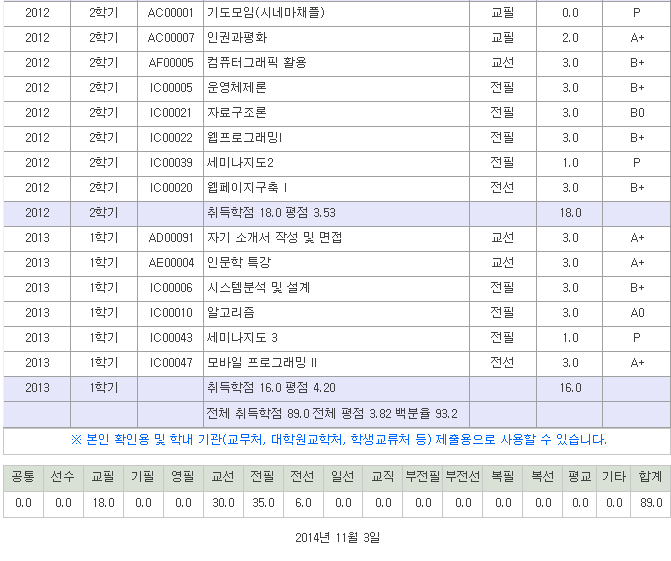 2012 2학기 AC00001 기도모임(시네마채플) 교필 0.0 P
2012 2학기 AC00007 인권과평화 교필 2.0 A+
2012 2학기 AF00005 컴퓨터그래픽 활용 교선 3.0 B+
2012 2학기 IC00005 운영체제론 전필 3.0 B+
2012 2학기 IC00021 자료구조론 전필 3.0 B0
2012 2학기 IC00022 웹프로그래밍I 전필 3.0 B+
2012 2학기 IC00039 세미나지도2 전필 1.0 P
2012 2학기 IC00020 웹페이지구축 I 전선 3.0 B+
2012 2학기 취득학점 18.0 평점 3.53 18.0
2013 1학기 AD00091 자기 소개서 작성 및 면접 교선 3.0 A+
2013 1학기 AE00004 인문학 특강 교선 3.0 A+
2013 1학기 IC00006 시스템분석 및 설계 전필 3.0 B+
2013 1학기 IC00010 알고리즘 전필 3.0 A0
2013 1학기 IC00043 세미나지도 3 전필 1.0 P
2013 1학기 IC00047 모바일 프로그래밍 II 전선 3.0 A+
2013 1학기 취득학점 16.0 평점 4.20 16.0
전체 취득학점 89.0 전체 평점 3.82 백분율 93.2
※ 본인 확인용 및 학내 기관(교무처, 대학원교학처, 학생교류처 등) 제출용으로 사용할 수 있습니다.
공통 선수 교필 기필 영필 교선 전필 전선 일선 교직 부전필 부전선 복필 복선 평교 기타 합계
0.0 0.0 18.0 0.0 0.0 30.0 35.0 6.0 0.0 0.0 0.0 0.0 0.0 0.0 0.0 0.0 89.0
2014년 11월 3일